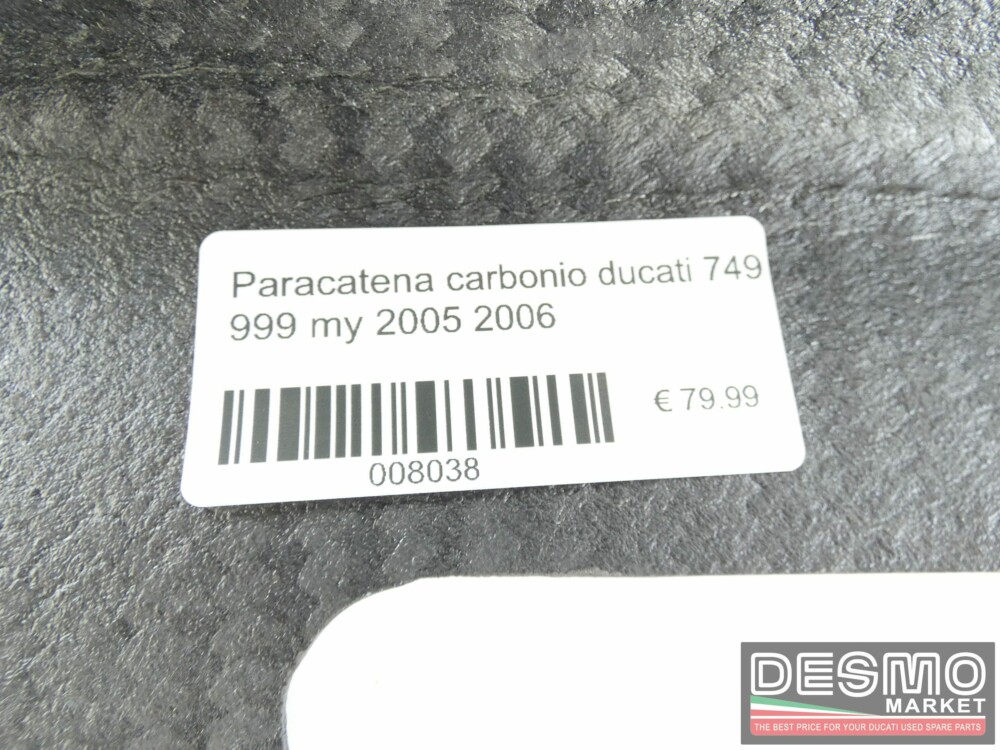 Paracatena carbonio ducati 749
999 my 2005 2006
€ 79.99
008038
DESMO
MARKET
THE BEST PRICE FOR YOUR DUCATI USED SPARE PARTS